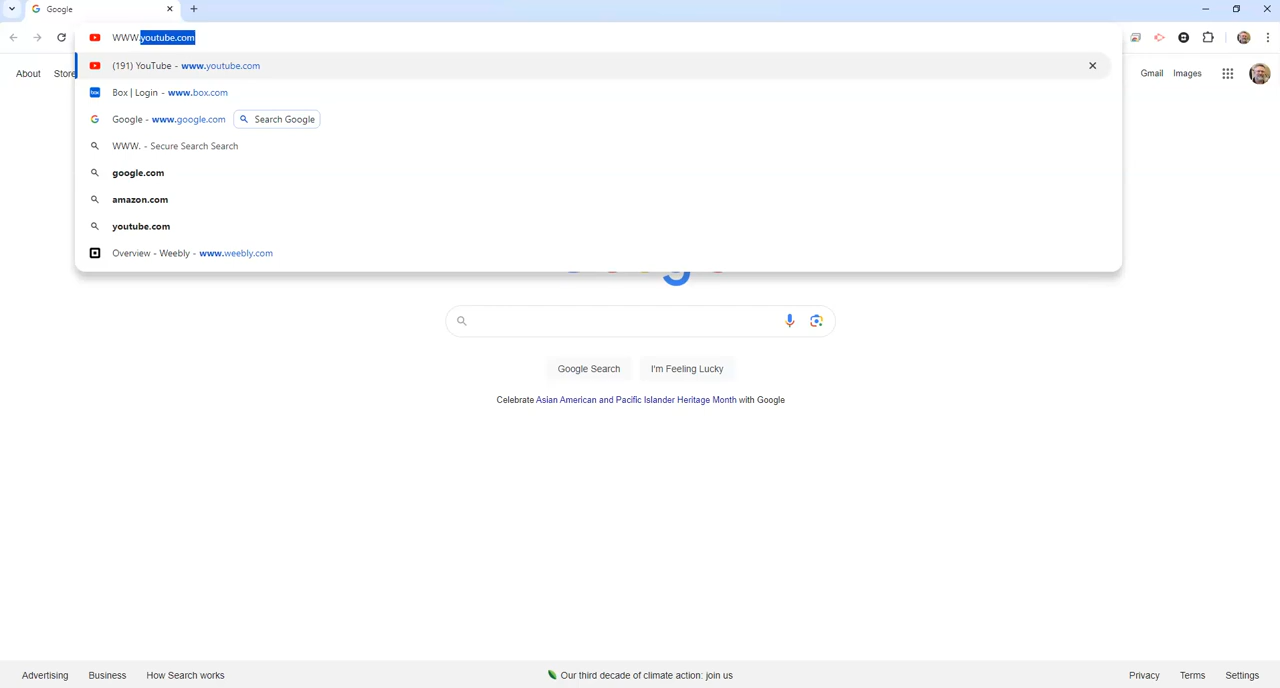 Google
WWW.youtube.com
(191) YouTube - www.youtube.com
Box | Login - www.box.com
Google - www.google.com Search Google
WWW. - Secure Search Search
google.com
amazon.com
youtube.com
Overview - Weebly - www.weebly.com
About Store
Gmail Images
Google Search I'm Feeling Lucky
Celebrate Asian American and Pacific Islander Heritage Month with Google
Advertising Business How Search works
Our third decade of climate action: join us
Privacy Terms Settings